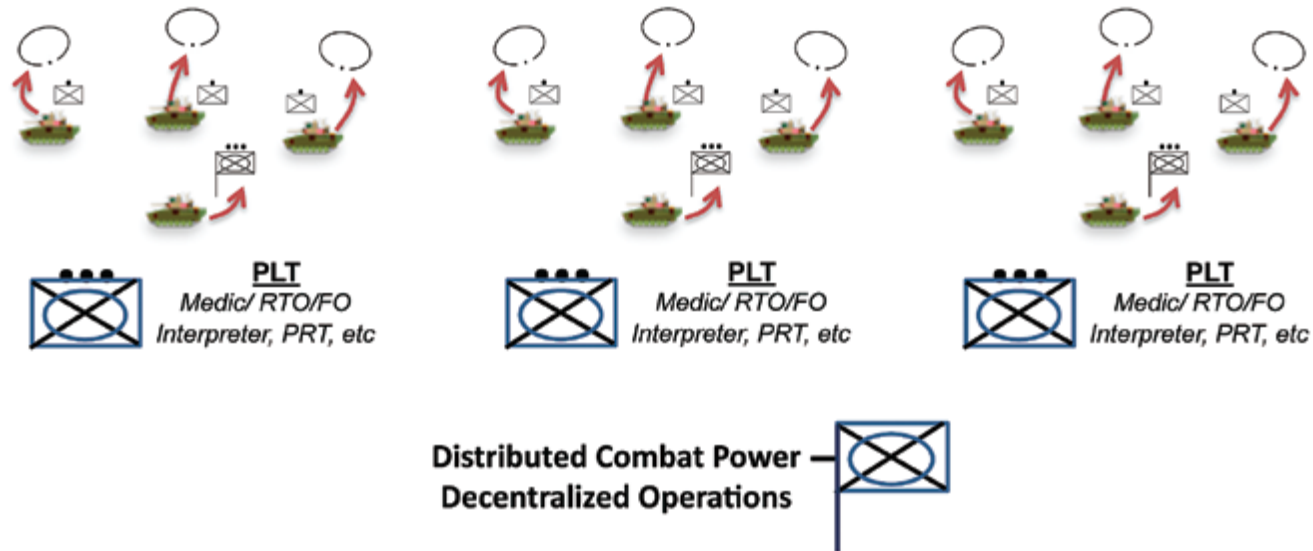 PLT
Medic/ RTO/FO
Interpreter, PRT, etc
PLT
Medic/ RTO/FO
Interpreter, PRT, etc
PLT
Medic/ RTO/FO
Interpreter, PRT, etc
Distributed Combat Power
Decentralized Operations